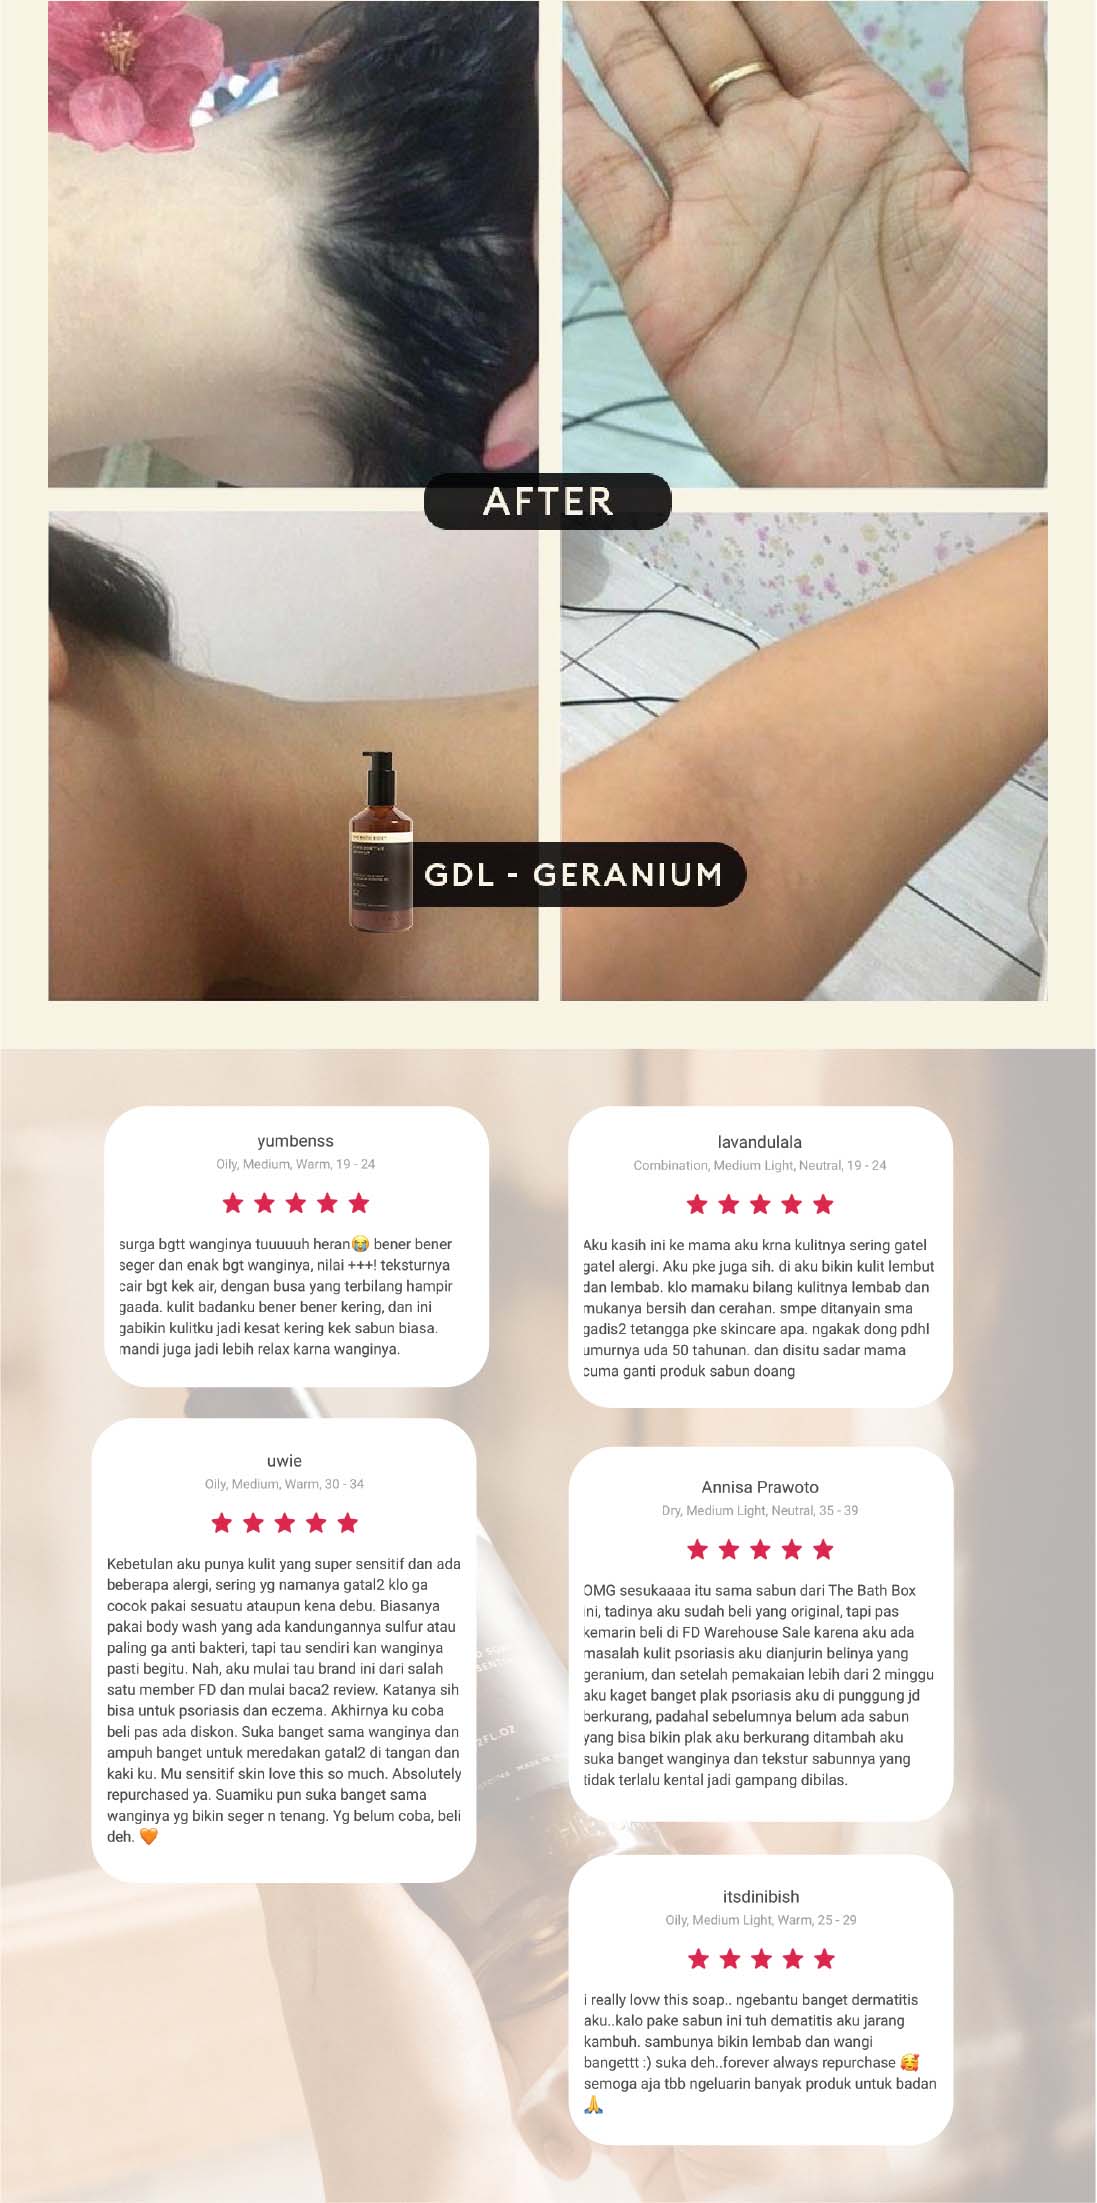 AFTER
GDL - GERANIUM
yumbenss
Oily, Medium, Warm, 19 - 24
surga bgtt wanginya tuuuuuh heran😭 bener bener
seger dan enak bgt wanginya, nilai +++! teksturnya
cair bgt kek air, dengan busa yang terbilang hampir
gaada. kulit badanku bener bener kering, dan ini
gabikin kulitku jadi kesat kering kek sabun biasa.
mandi juga jadi lebih relax karna wanginya.
lavandulala
Combination, Medium Light, Neutral, 19 - 24
Aku kasih ini ke mama aku krna kulitnya sering gatel
gatel alergi. Aku pke juga sih. di aku bikin kulit lembut
dan lembab. klo mamaku bilang kulitnya lembab dan
mukanya bersih dan cerahan. smpe ditanyain sma
gadis2 tetangga pke skincare apa. ngakak dong pdhl
umurnya uda 50 tahunan. dan disitu sadar mama
cuma ganti produk sabun doang
uwie
Oily, Medium, Warm, 30 - 34
Kebetulan aku punya kulit yang super sensitif dan ada
beberapa alergi, sering yg namanya gatal2 klo ga
cocok pakai sesuatu ataupun kena debu. Biasanya
pakai body wash yang ada kandungannya sulfur atau
paling ga anti bakteri, tapi tau sendiri kan wanginya
pasti begitu. Nah, aku mulai tau brand ini dari salah
satu member FD dan mulai baca2 review. Katanya sih
bisa untuk psoriasis dan eczema. Akhirnya ku coba
beli pas ada diskon. Suka banget sama wanginya dan
ampuh banget untuk meredakan gatal2 di tangan dan
kaki ku. Mu sensitif skin love this so much. Absolutely
repurchased ya. Suamiku pun suka banget sama
wanginya yg bikin seger n tenang. Yg belum coba, beli
deh. 🧡
Annisa Prawoto
Dry, Medium Light, Neutral, 35 - 39
OMG sesukaaaa itu sama sabun dari The Bath Box
ini, tadinya aku sudah beli yang original, tapi pas
kemarin beli di FD Warehouse Sale karena aku ada
masalah kulit psoriasis aku dianjurin belinya yang
geranium, dan setelah pemakaian lebih dari 2 minggu
aku kaget banget plak psoriasis aku di punggung jd
berkurang, padahal sebelumnya belum ada sabun
yang bisa bikin plak aku berkurang ditambah aku
suka banget wanginya dan tekstur sabunnya yang
tidak terlalu kental jadi gampang dibilas.
2FL.OZ
itsdinibish
Oily, Medium Light, Warm, 25 - 29
i really lovw this soap.. ngebantu banget dermatitis
aku..kalo pake sabun ini tuh dematitis aku jarang
kambuh. sambunya bikin lembab dan wangi
bangettt :) suka deh..forever always repurchase 🥰
semoga aja tbb ngeluarin banyak produk untuk badan
🙏